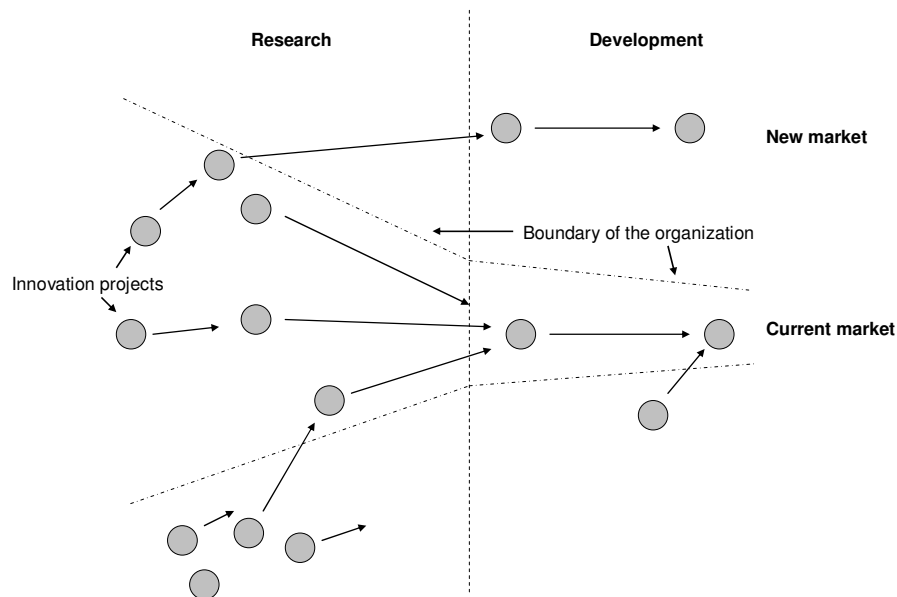 Research
Development
New market
Boundary of the organization
Innovation projects
Current market